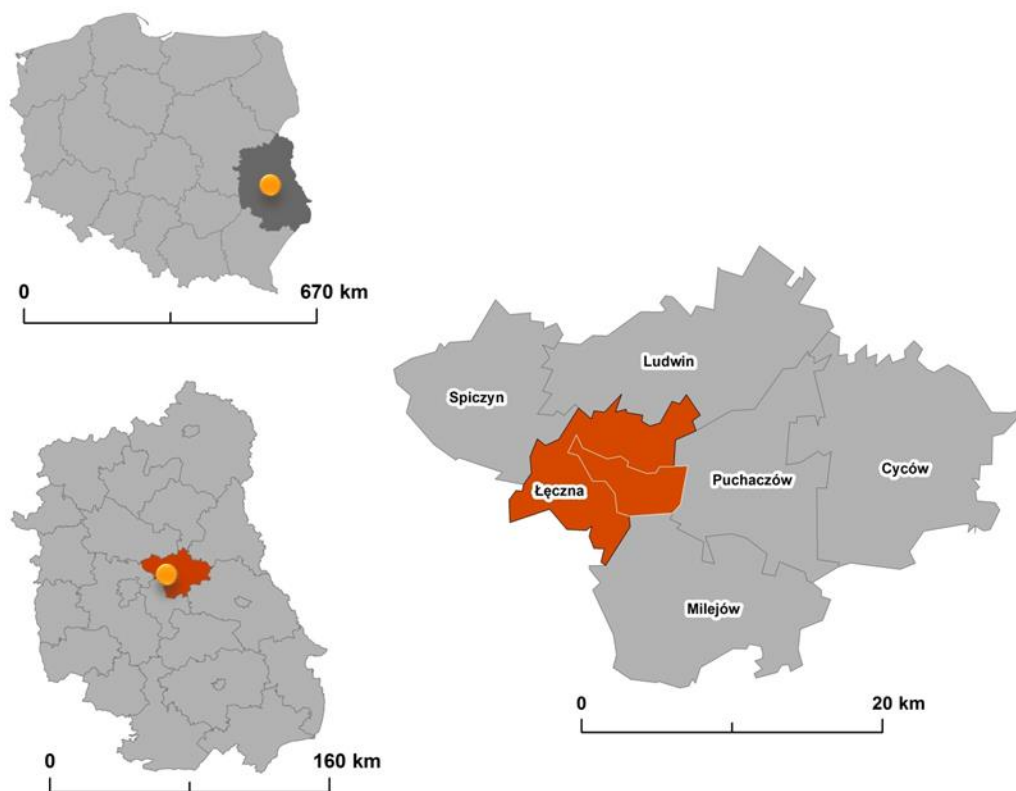 0 670 km
Ludwin
Spiczyn
Cyców
Puchaczów
Łęczna
Milejów
0 20 km
0 160 km